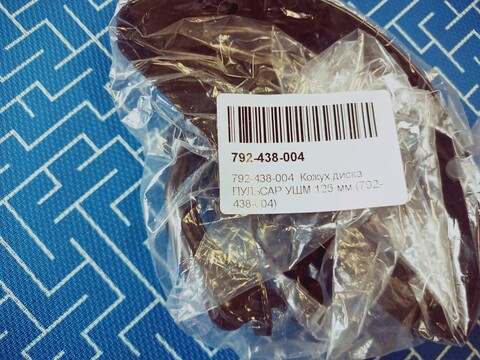 792-438-004
792-438-004 Кожух диска
ПУЛЬСАР УШМ 125 мм (792-
438-004)